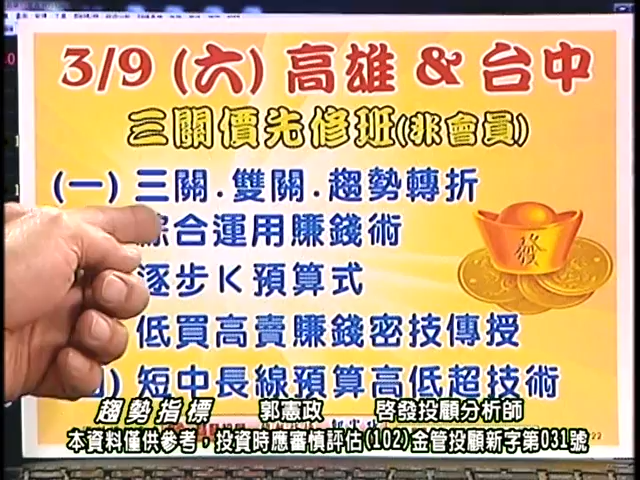 3/9 (六) 高雄 & 台中
三關價先修班(非會員)
(一) 三關.雙關.趨勢轉折
綜合運用賺錢術
逐步K預算式
低買高賣賺錢密技傳授
) 短中長線預算高低超技術
發
趨勢指標 郭憲政 啓發投顧分析師
本資料僅供參考，投資時應審慎評估(102)金管投顧新字第031號